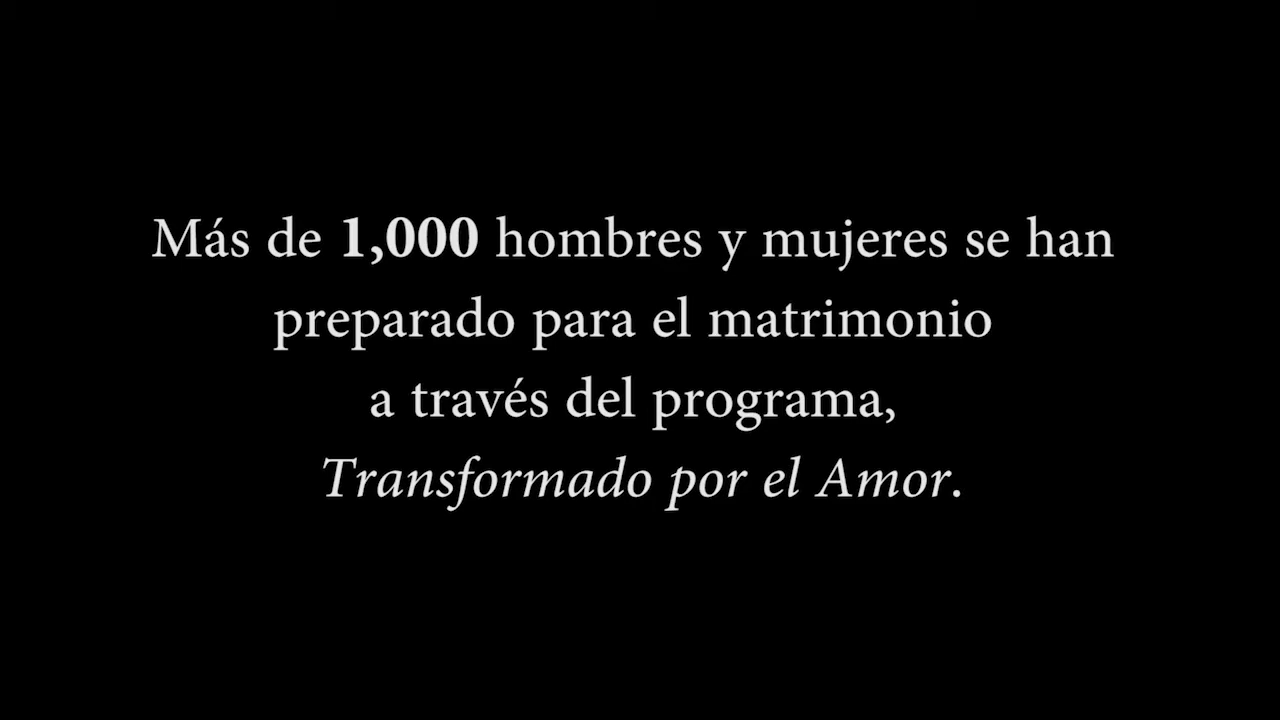 Más de 1,000 hombres y mujeres se han
preparado para el matrimonio
a través del programa,
Transformado por el Amor.